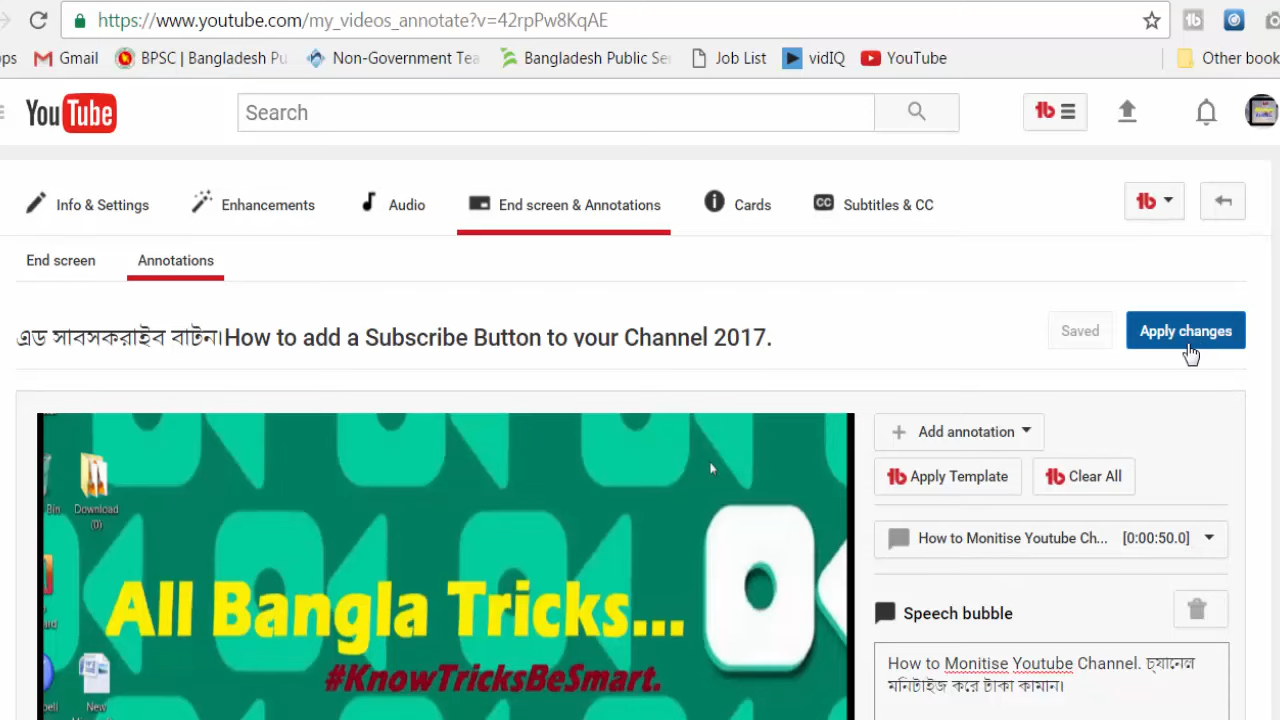 https://www.youtube.com/my_videos_annotate?v=42rpPw8KqAE
Gmail BPSC | Bangladesh Pu Non-Government Tea Bangladesh Public Se Job List vidIQ YouTube Other book
YouTube Search
Info & Settings Enhancements Audio End screen & Annotations Cards CC Subtitles & CC
End screen Annotations
এড সাবসকরাইব বাটন।How to add a Subscribe Button to your Channel 2017. Saved Apply changes
Add annotation
Apply Template Clear All
How to Monitise Youtube Ch... [0:00:50.0]
Speech bubble
How to Monitise Youtube Channel. চ্যানেল
মনিটাইজ করে টাকা কামান।
Bin Download
(0)
All Bangla Tricks...
#KnowTricksBeSmart.
New